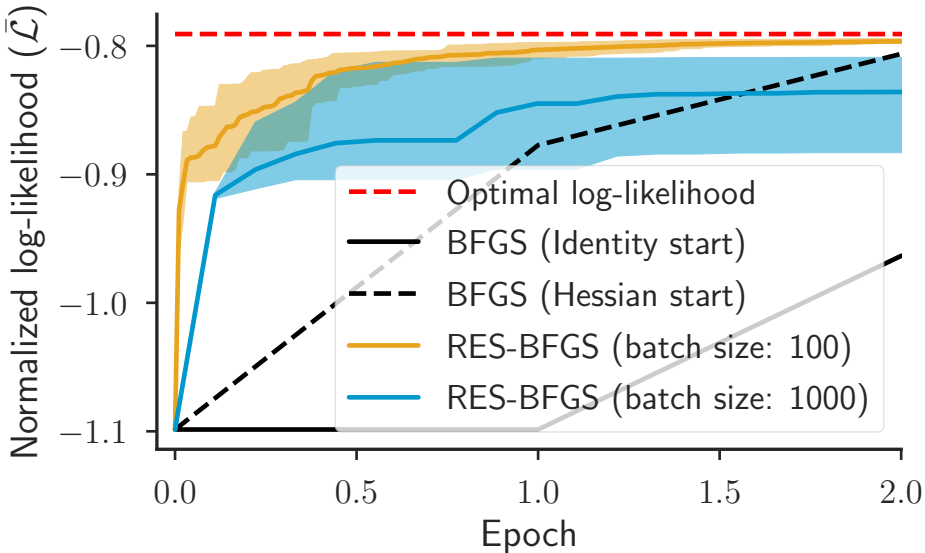 Normalized log-likelihood (ℒ̄)
−0.8
−0.9
−1.0
−1.1
Optimal log-likelihood
BFGS (Identity start)
BFGS (Hessian start)
RES-BFGS (batch size: 100)
RES-BFGS (batch size: 1000)
0.0 0.5 1.0 1.5 2.0
Epoch